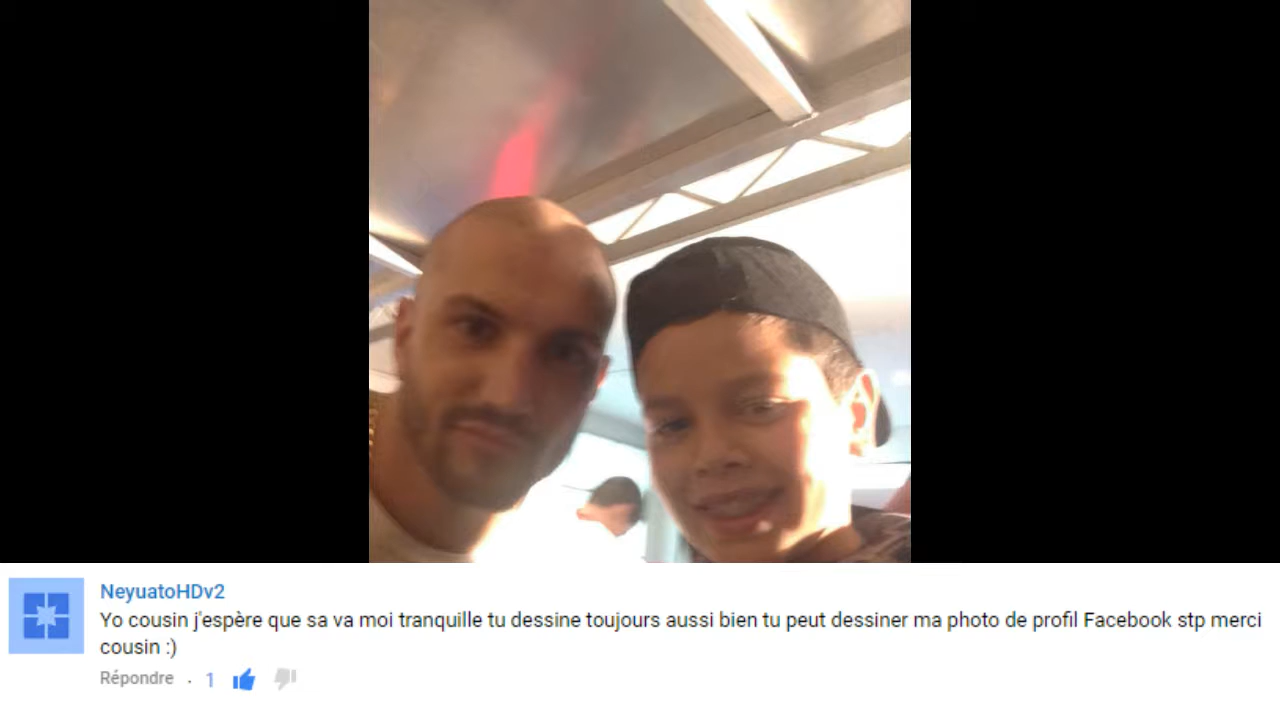 NeyuatoHDv2
Yo cousin j'espère que sa va moi tranquille tu dessine toujours aussi bien tu peut dessiner ma photo de profil Facebook stp merci
cousin :)
Répondre · 1